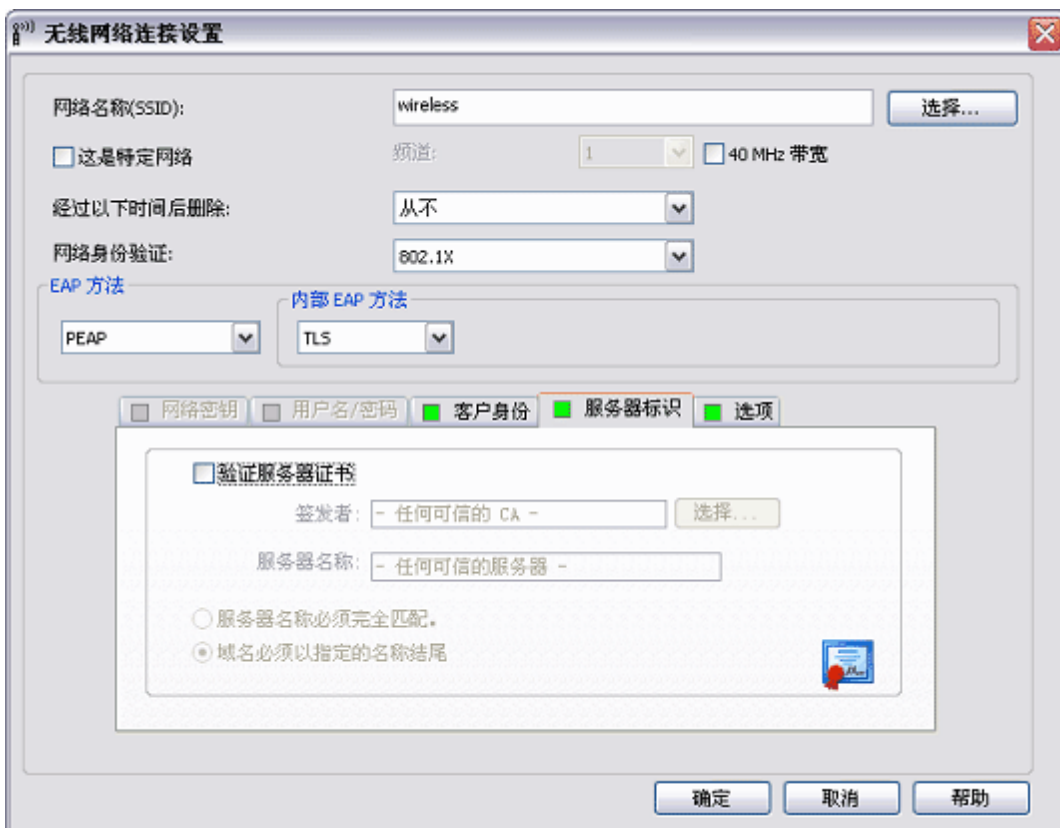 无线网络连接设置
网络名称(SSID): wireless 选择...
这是特定网络 频道: 1 40 MHz 带宽
经过以下时间后删除: 从不
网络身份验证: 802.1X
EAP 方法
内部 EAP 方法
PEAP TLS
网络密钥 用户名/密码 客户身份 服务器标识 选项
验证服务器证书
签发者: - 任何可信的 CA - 选择...
服务器名称: - 任何可信的服务器 -
服务器名称必须完全匹配。
域名必须以指定的名称结尾
确定 取消 帮助